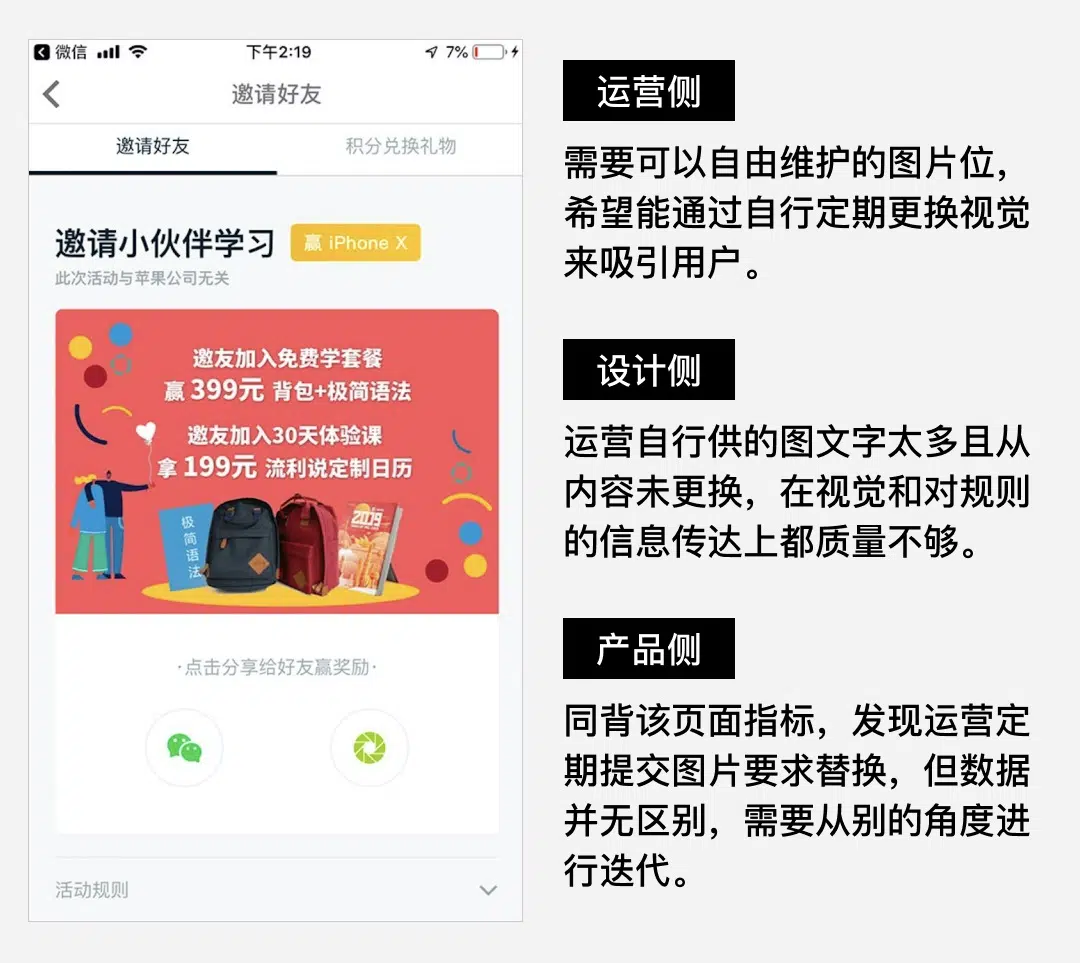 微信
下午2:19
7%
邀请好友
邀请好友
积分兑换礼物
邀请小伙伴学习
赢 iPhone X
此次活动与苹果公司无关
邀友加入免费学套餐
赢 399元 背包+极简语法
邀友加入30天体验课
拿 199元 流利说定制日历
极简语法
2019
·点击分享给好友赢奖励·
活动规则
运营侧
需要可以自由维护的图片位，
希望能通过自行定期更换视觉
来吸引用户。
设计侧
运营自行供的图文字太多且从
内容未更换，在视觉和对规则
的信息传达上都质量不够。
产品侧
同背该页面指标，发现运营定
期提交图片要求替换，但数据
并无区别，需要从别的角度进
行迭代。